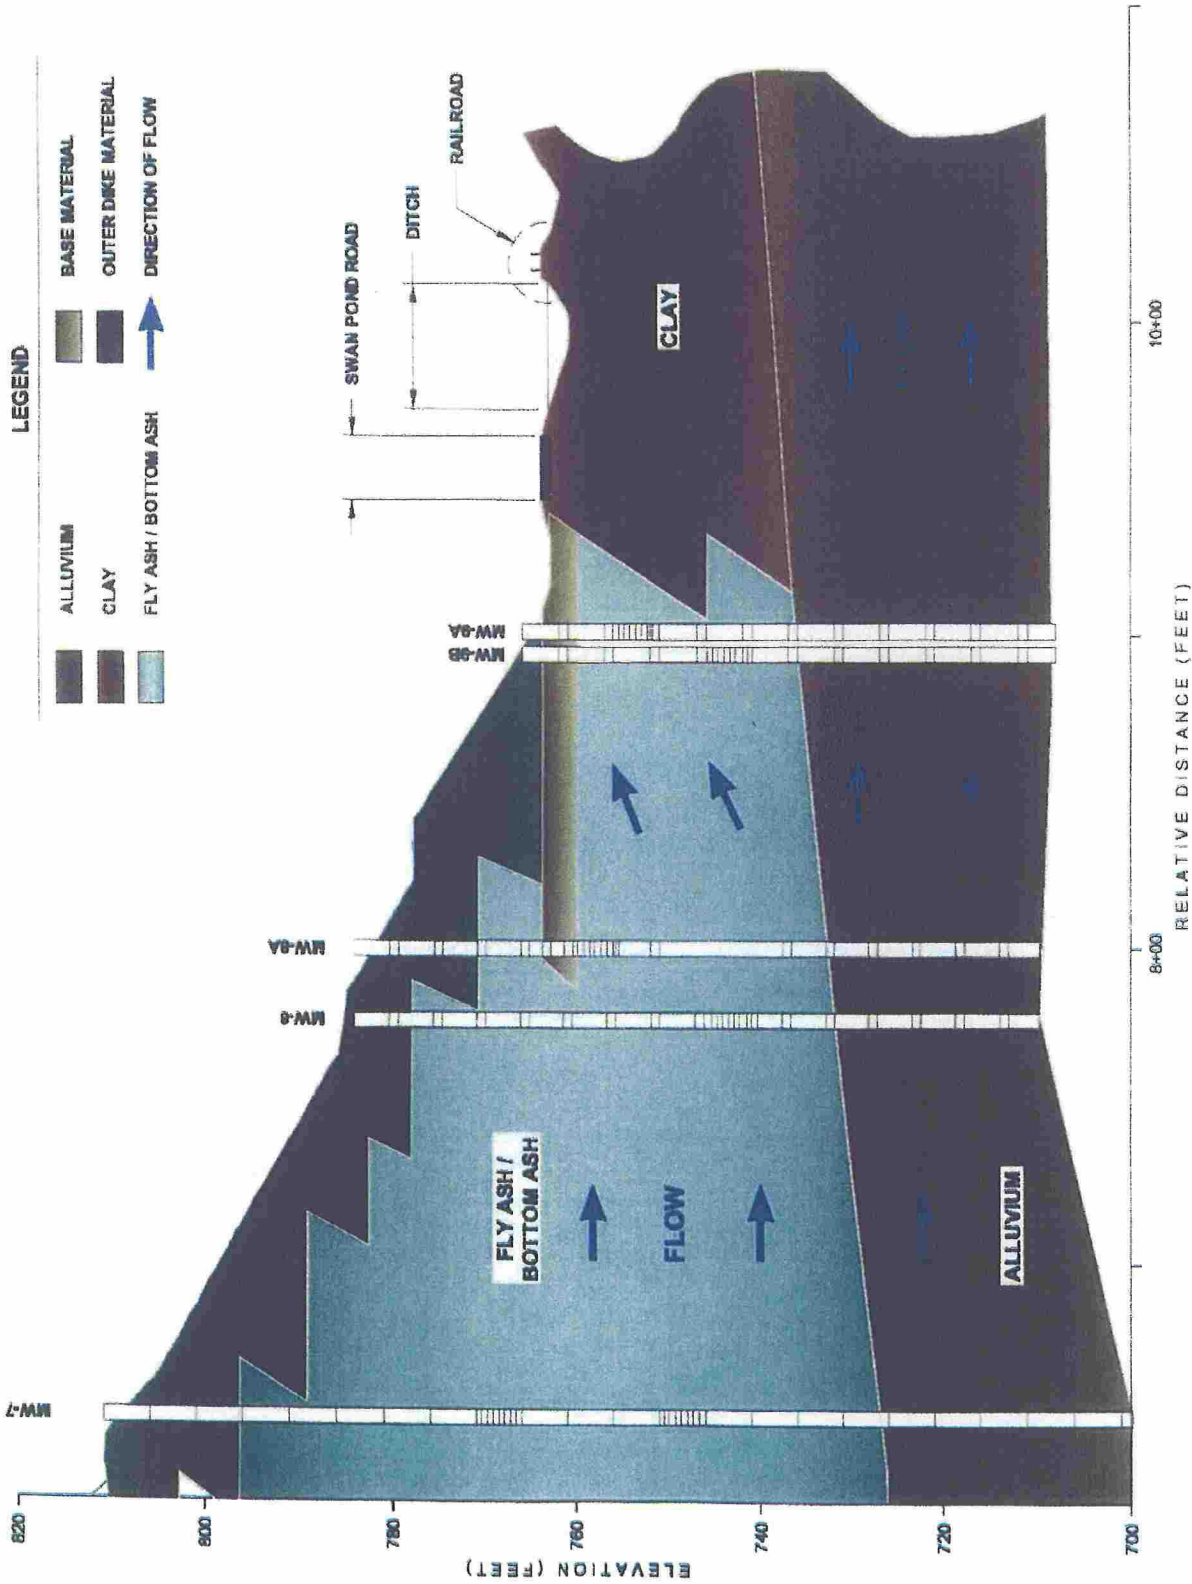 LEGEND
ALLUVIUM
BASE MATERIAL
CLAY
OUTER DIKE MATERIAL
FLY ASH / BOTTOM ASH
DIRECTION OF FLOW
MW-7
MW-8
MW-8A
MW-9B
MW-9A
SWAN POND ROAD
DITCH
RAILROAD
FLY ASH /
BOTTOM ASH
FLOW
CLAY
ALLUVIUM
820
800
780
760
740
720
700
ELEVATION (FEET)
8+00
10+00
RELATIVE DISTANCE (FEET)